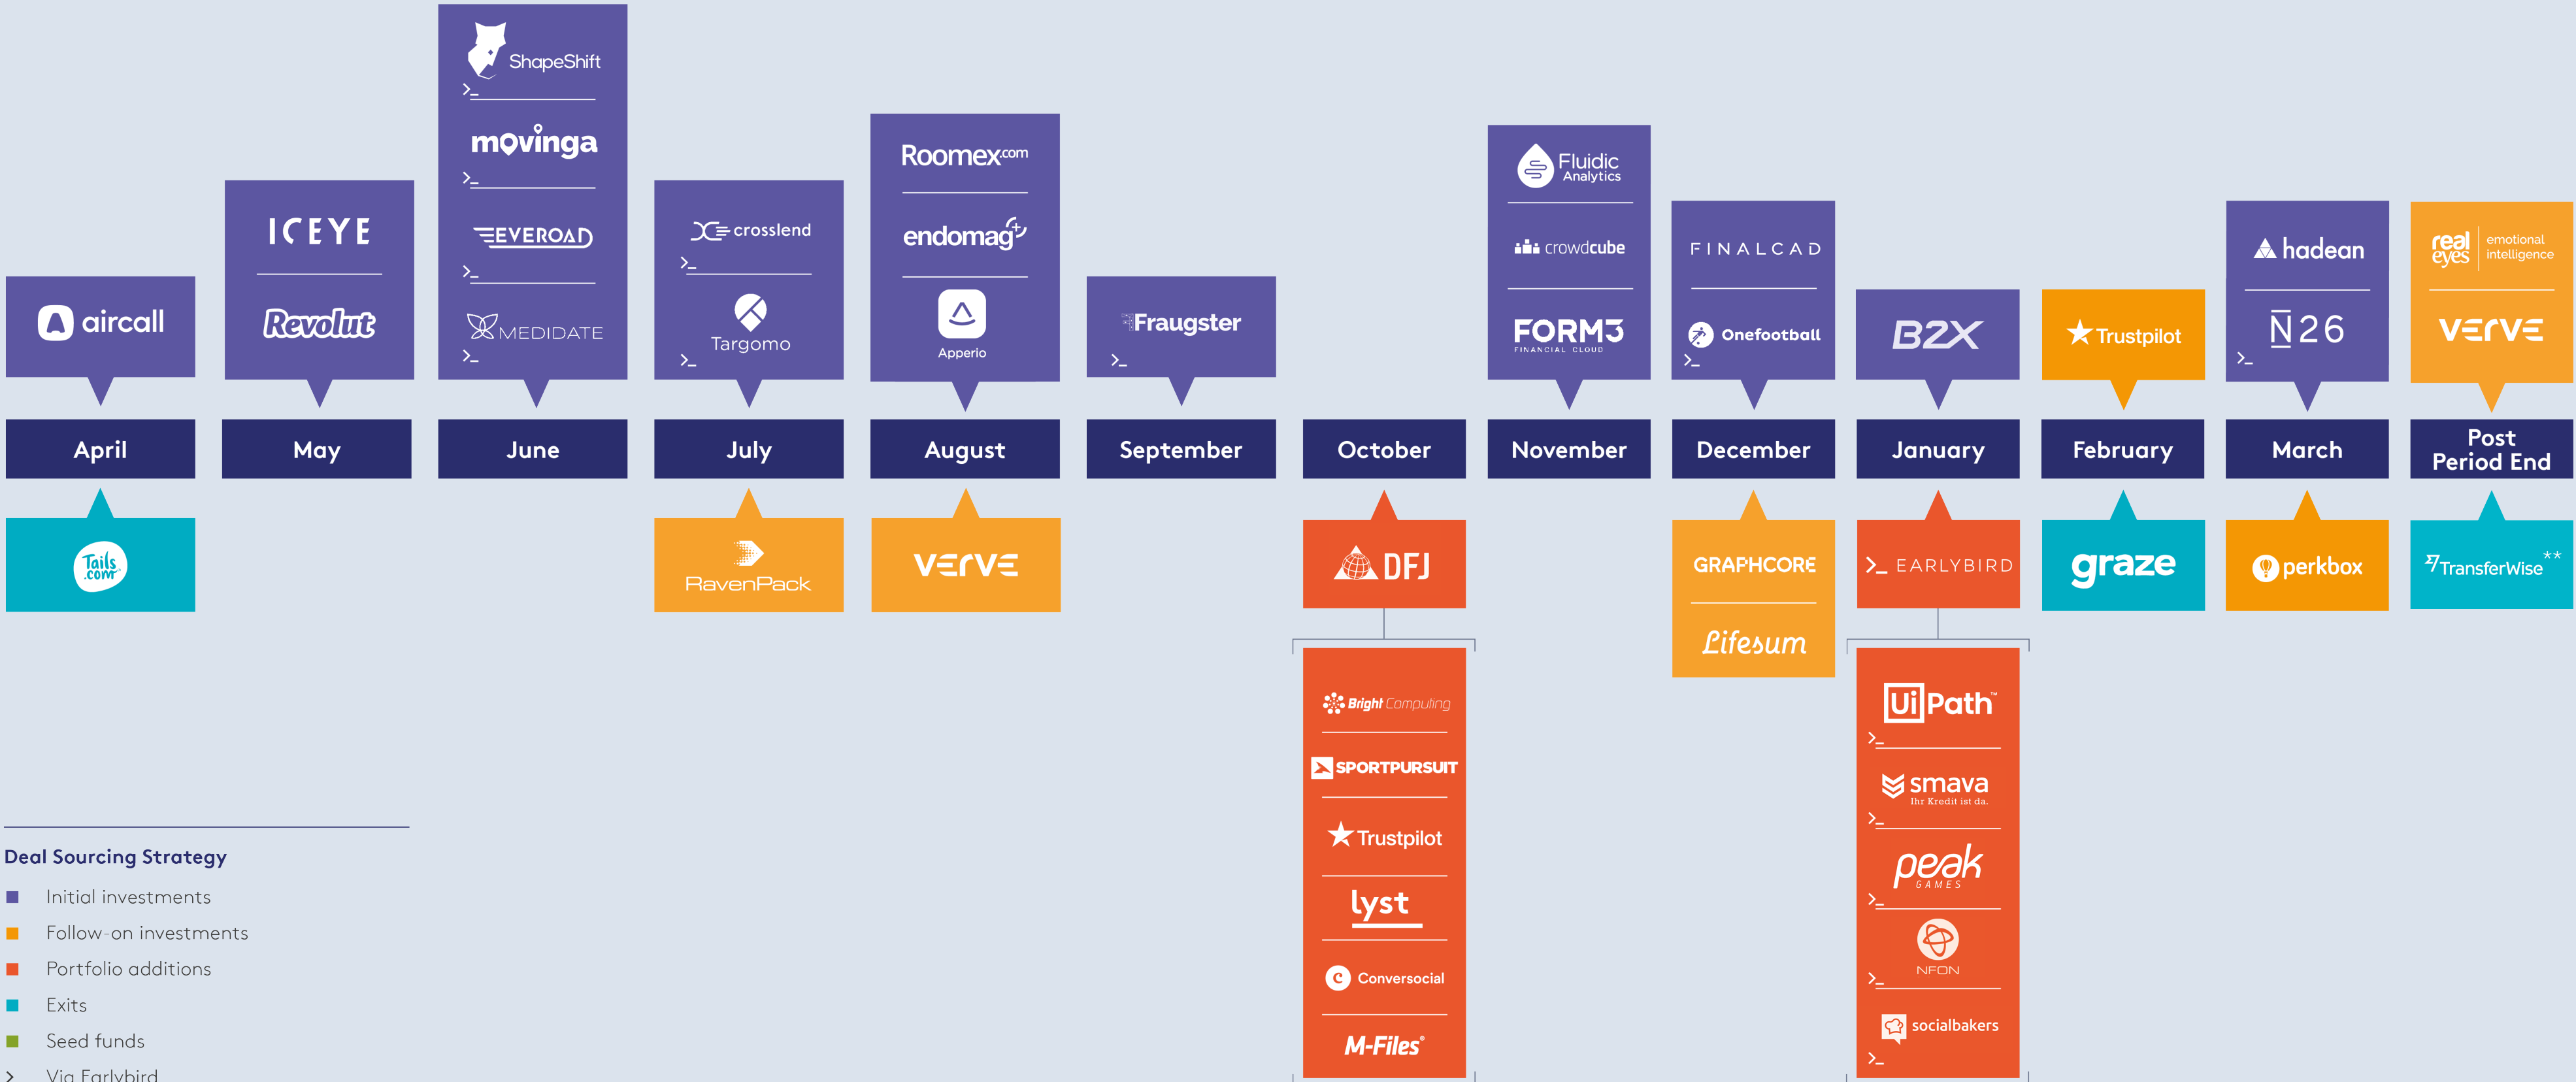 ShapeShift
>_
movinga
>_
EVEROAD
>_
MEDIDATE
>_
aircall
ICEYE
Revolut
crosslend
>_
Targomo
>_
Roomex.com
endomag+
Apperio
Fraugster
>_
Fluidic
Analytics
crowdcube
FORM3
FINANCIAL CLOUD
FINALCAD
Onefootball
>_
B2X
Trustpilot
hadean
N26
>_
real eyes
emotional
intelligence
VERVE
April
May
June
July
August
September
October
November
December
January
February
March
Post
Period End
Tails
.com
RavenPack
VERVE
DFJ
GRAPHCORE
Lifesum
>_ EARLYBIRD
graze
perkbox
TransferWise**
Bright Computing
SPORTPURSUIT
Trustpilot
lyst
Conversocial
M-Files®
UiPath™
>_
smava
Ihr Kredit ist da.
>_
peak
GAMES
>_
NFON
>_
socialbakers
>_
Deal Sourcing Strategy
Initial investments
Follow-on investments
Portfolio additions
Exits
Seed funds
> Via Earlybird